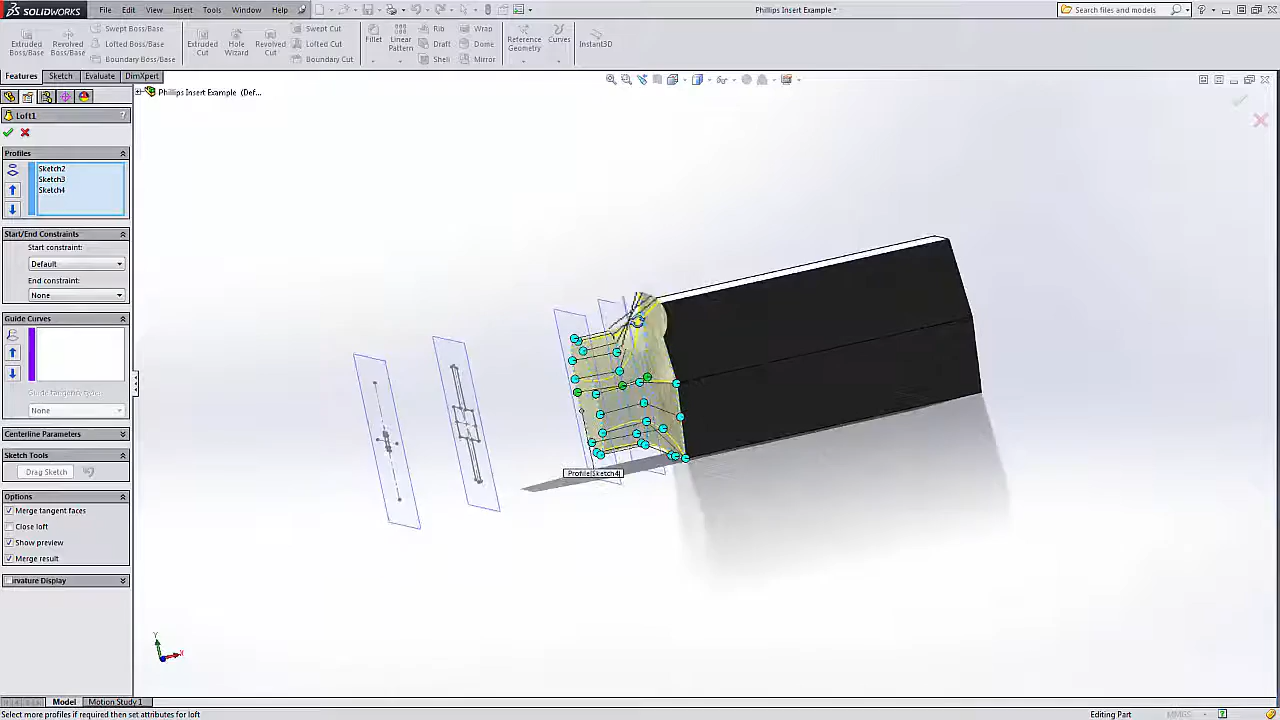 SOLIDWORKS
File Edit View Insert Tools Window Help
Phillips Insert Example *
Search files and models
Extruded Boss/Base
Revolved Boss/Base
Swept Boss/Base
Lofted Boss/Base
Boundary Boss/Base
Extruded Cut
Hole Wizard
Revolved Cut
Swept Cut
Lofted Cut
Boundary Cut
Fillet
Linear Pattern
Rib
Draft
Shell
Wrap
Dome
Mirror
Reference Geometry
Curves
Instant3D
Features Sketch Evaluate DimXpert
Phillips Insert Example (Def...
Loft1
?
Profiles
Sketch2
Sketch3
Sketch4
Start/End Constraints
Start constraint:
Default
End constraint:
None
Guide Curves
Guide tangency type:
None
Centerline Parameters
Sketch Tools
Drag Sketch
Options
Merge tangent faces
Close loft
Show preview
Merge result
urvature Display
Profile(Sketch4)
Y
X
Model Motion Study 1
Select more profiles if required then set attributes for loft
Editing Part
MMGS